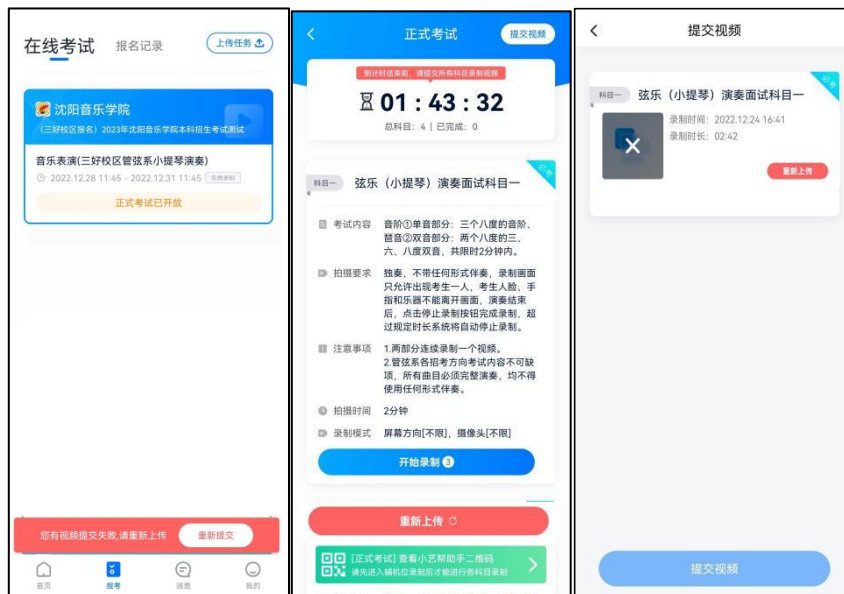 在线考试
报名记录
上传任务
沈阳音乐学院
(三好校区报名) 2023年沈阳音乐学院本科招生考试测试
音乐表演(三好校区管弦系小提琴演奏)
2022.12.28 11:45 - 2022.12.31 11:45 在线录制
正式考试已开放
您有视频提交失败,请重新上传
重新提交
首页
报考
消息
我的
正式考试
提交视频
倒计时结束前，请提交所有科目录制视频
01 : 43 : 32
总科目：4 | 已完成：0
必考
科目一
弦乐（小提琴）演奏面试科目一
考试内容
音阶①单音部分：三个八度的音阶、
琶音②双音部分：两个八度的三、
六、八度双音，共限时2分钟内。
拍摄要求
独奏，不带任何形式伴奏，录制画面
只允许出现考生一人，考生人脸、手
指和乐器不能离开画面，演奏结束
后，点击停止录制按钮完成录制，超
过规定时长系统将自动停止录制。
注意事项
1.两部分连续录制一个视频。
2.管弦系各招考方向考试内容不可缺
项，所有曲目必须完整演奏，均不得
使用任何形式伴奏。
拍摄时间
2分钟
录制模式
屏幕方向[不限]，摄像头[不限]
开始录制 3
重新上传
[正式考试] 查看小艺帮助手二维码
请先进入辅机位录制后才能进行各科目录制
提交视频
必考
科目一
弦乐（小提琴）演奏面试科目一
录制时间：2022.12.24 16:41
录制时长：02:42
重新上传
提交视频